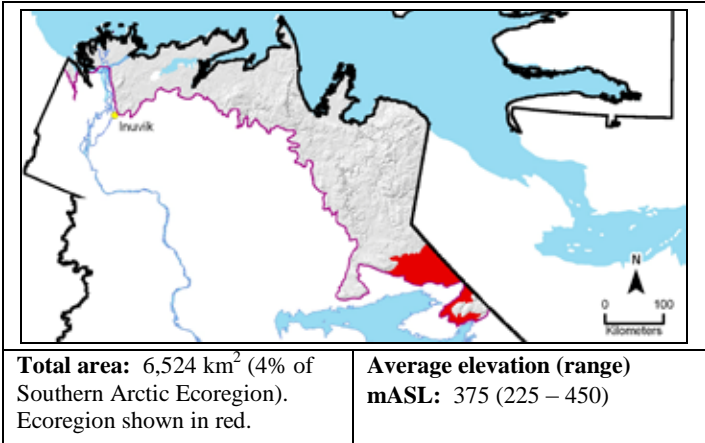 Inuvik
N
0 100
Kilometers
Total area: 6,524 km² (4% of
Southern Arctic Ecoregion).
Ecoregion shown in red.
Average elevation (range)
mASL: 375 (225 – 450)